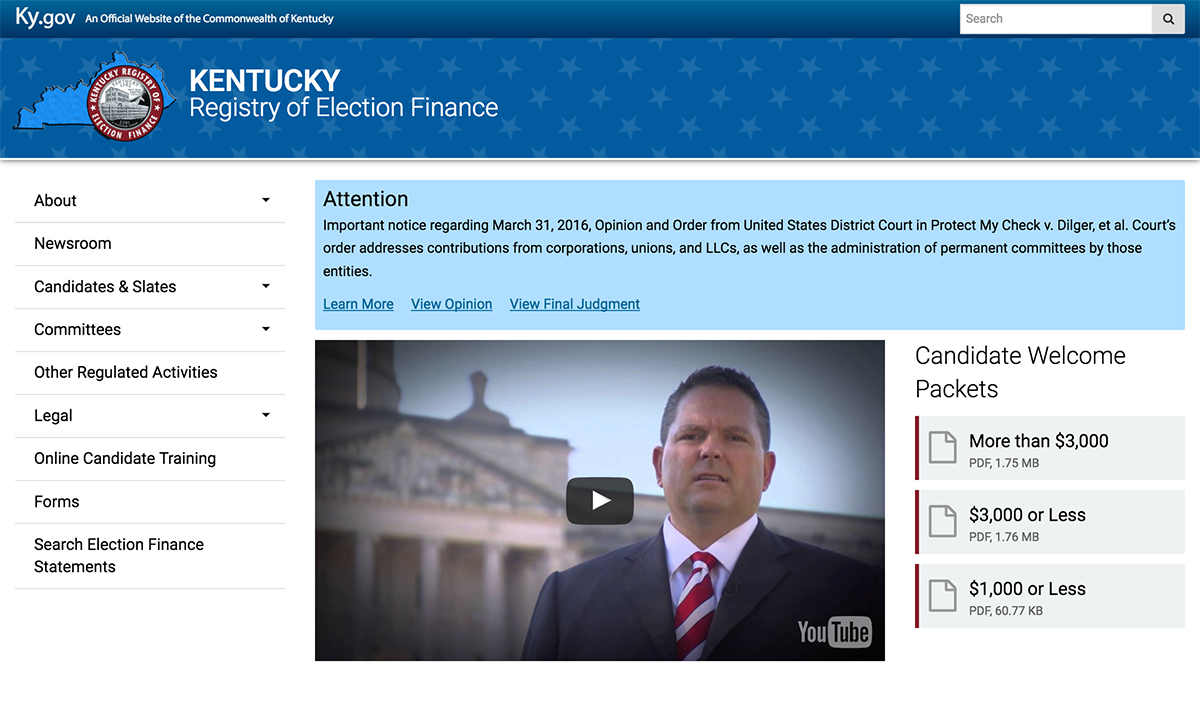 Ky.gov An Official Website of the Commonwealth of Kentucky
Search
KENTUCKY REGISTRY OF
ELECTION FINANCE
KENTUCKY
Registry of Election Finance
About
Newsroom
Candidates & Slates
Committees
Other Regulated Activities
Legal
Online Candidate Training
Forms
Search Election Finance
Statements
Attention
Important notice regarding March 31, 2016, Opinion and Order from United States District Court in Protect My Check v. Dilger, et al. Court’s
order addresses contributions from corporations, unions, and LLCs, as well as the administration of permanent committees by those
entities.
Learn More View Opinion View Final Judgment
YouTube
Candidate Welcome
Packets
More than $3,000
PDF, 1.75 MB
$3,000 or Less
PDF, 1.76 MB
$1,000 or Less
PDF, 60.77 KB